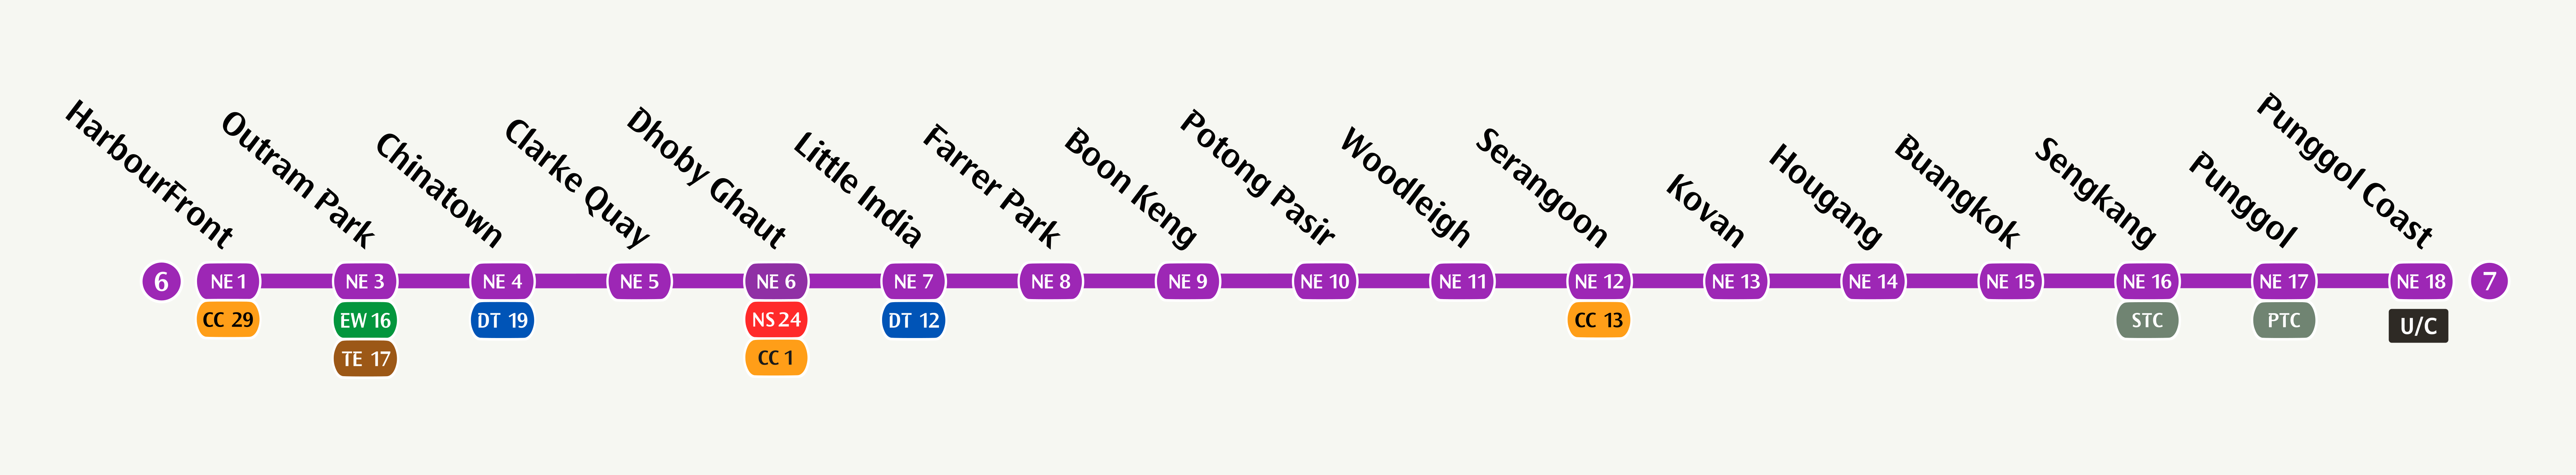 HarbourFront
Outram Park
Chinatown
Clarke Quay
Dhoby Ghaut
Little India
Farrer Park
Boon Keng
Potong Pasir
Woodleigh
Serangoon
Kovan
Hougang
Buangkok
Sengkang
Punggol
Punggol Coast
6 NE 1 NE 3 NE 4 NE 5 NE 6 NE 7 NE 8 NE 9 NE 10 NE 11 NE 12 NE 13 NE 14 NE 15 NE 16 NE 17 NE 18 7
CC 29 EW 16 DT 19 NS 24 DT 12 CC 13 STC PTC U/C
TE 17 CC 1